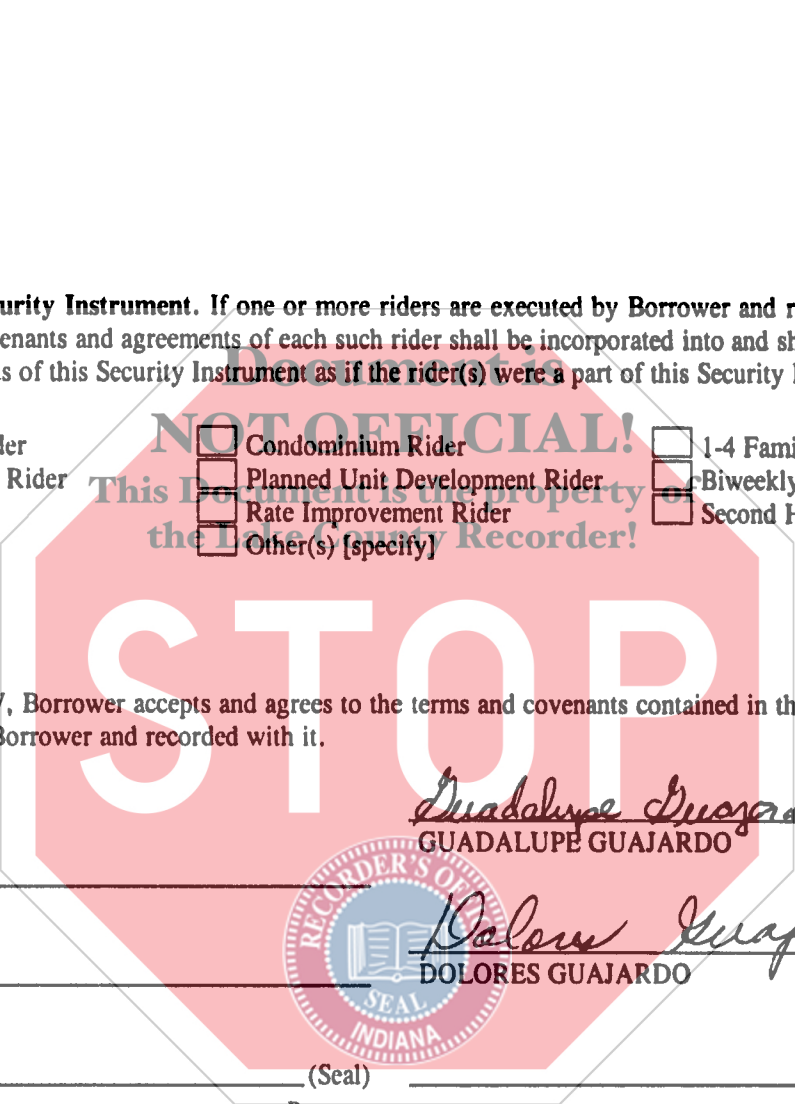 urity Instrument. If one or more riders are executed by Borrower and r
enants and agreements of each such rider shall be incorporated into and sh
s of this Security Instrument as if the rider(s) were a part of this Security
Document is
NOT OFFICIAL!
This Document is the property of
the Lake County Recorder!
der
Condominium Rider
1-4 Fami
Rider
Planned Unit Development Rider
Biweekly
Rate Improvement Rider
Second H
Other(s) [specify]
STOP
, Borrower accepts and agrees to the terms and covenants contained in th
Borrower and recorded with it.
Guadalupe Guajard
GUADALUPE GUAJARDO
Dolores Guaj
DOLORES GUAJARDO
RECORDER'S OFFICE
SEAL
INDIANA
(Seal)